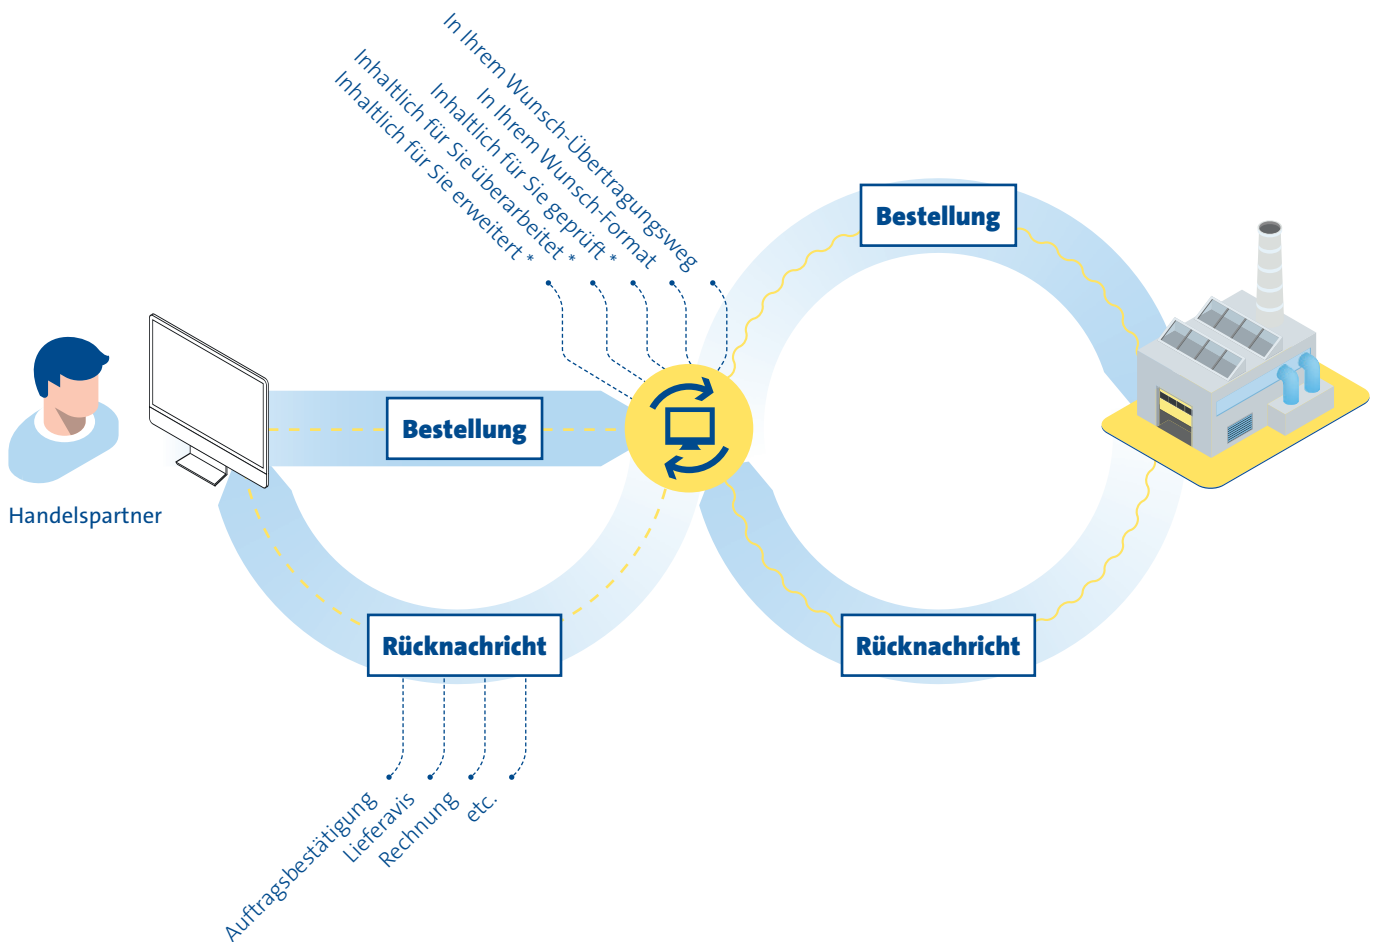 In Ihrem Wunsch-Übertragungsweg
In Ihrem Wunsch-Format
Inhaltlich für Sie geprüft *
Inhaltlich für Sie überarbeitet *
Inhaltlich für Sie erweitert *
Bestellung
Bestellung
Handelspartner
Rücknachricht
Rücknachricht
Auftragsbestätigung
Lieferavis
Rechnung
etc.